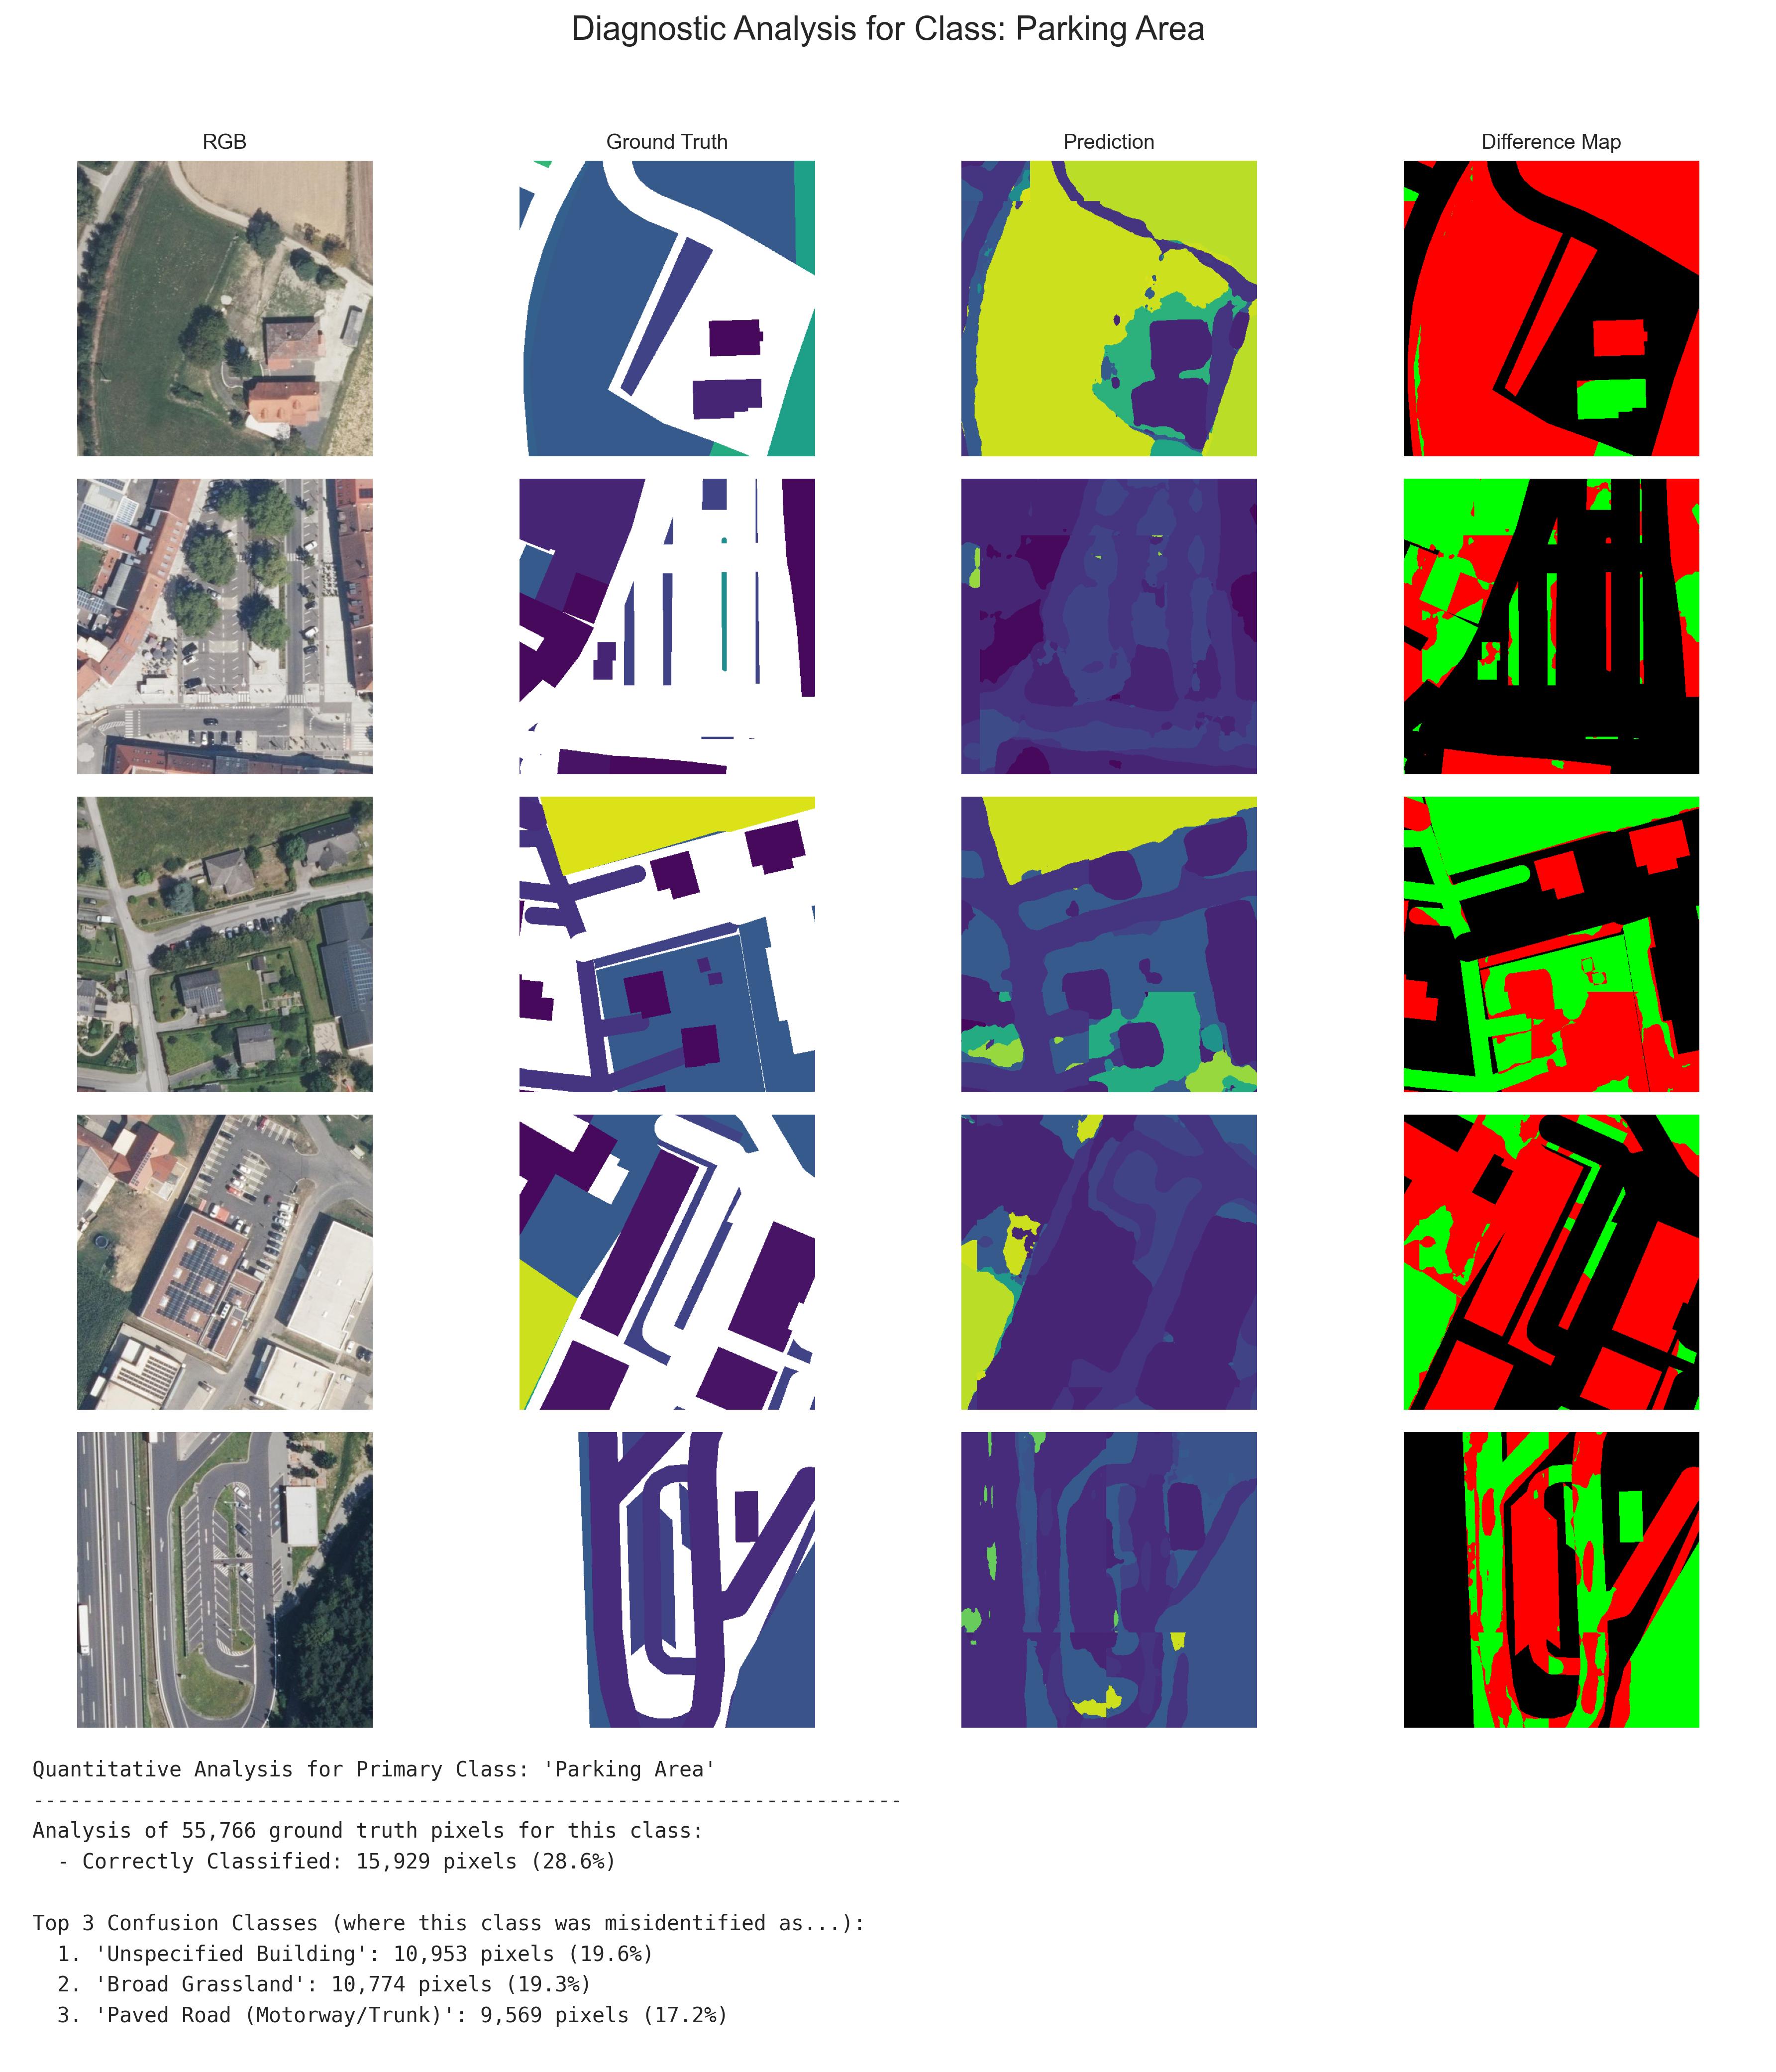 Diagnostic Analysis for Class: Parking Area
RGB
Ground Truth
Prediction
Difference Map
Quantitative Analysis for Primary Class: 'Parking Area'
----------------------------------------------------------------------
Analysis of 55,766 ground truth pixels for this class:
- Correctly Classified: 15,929 pixels (28.6%)
Top 3 Confusion Classes (where this class was misidentified as...):
1. 'Unspecified Building': 10,953 pixels (19.6%)
2. 'Broad Grassland': 10,774 pixels (19.3%)
3. 'Paved Road (Motorway/Trunk)': 9,569 pixels (17.2%)